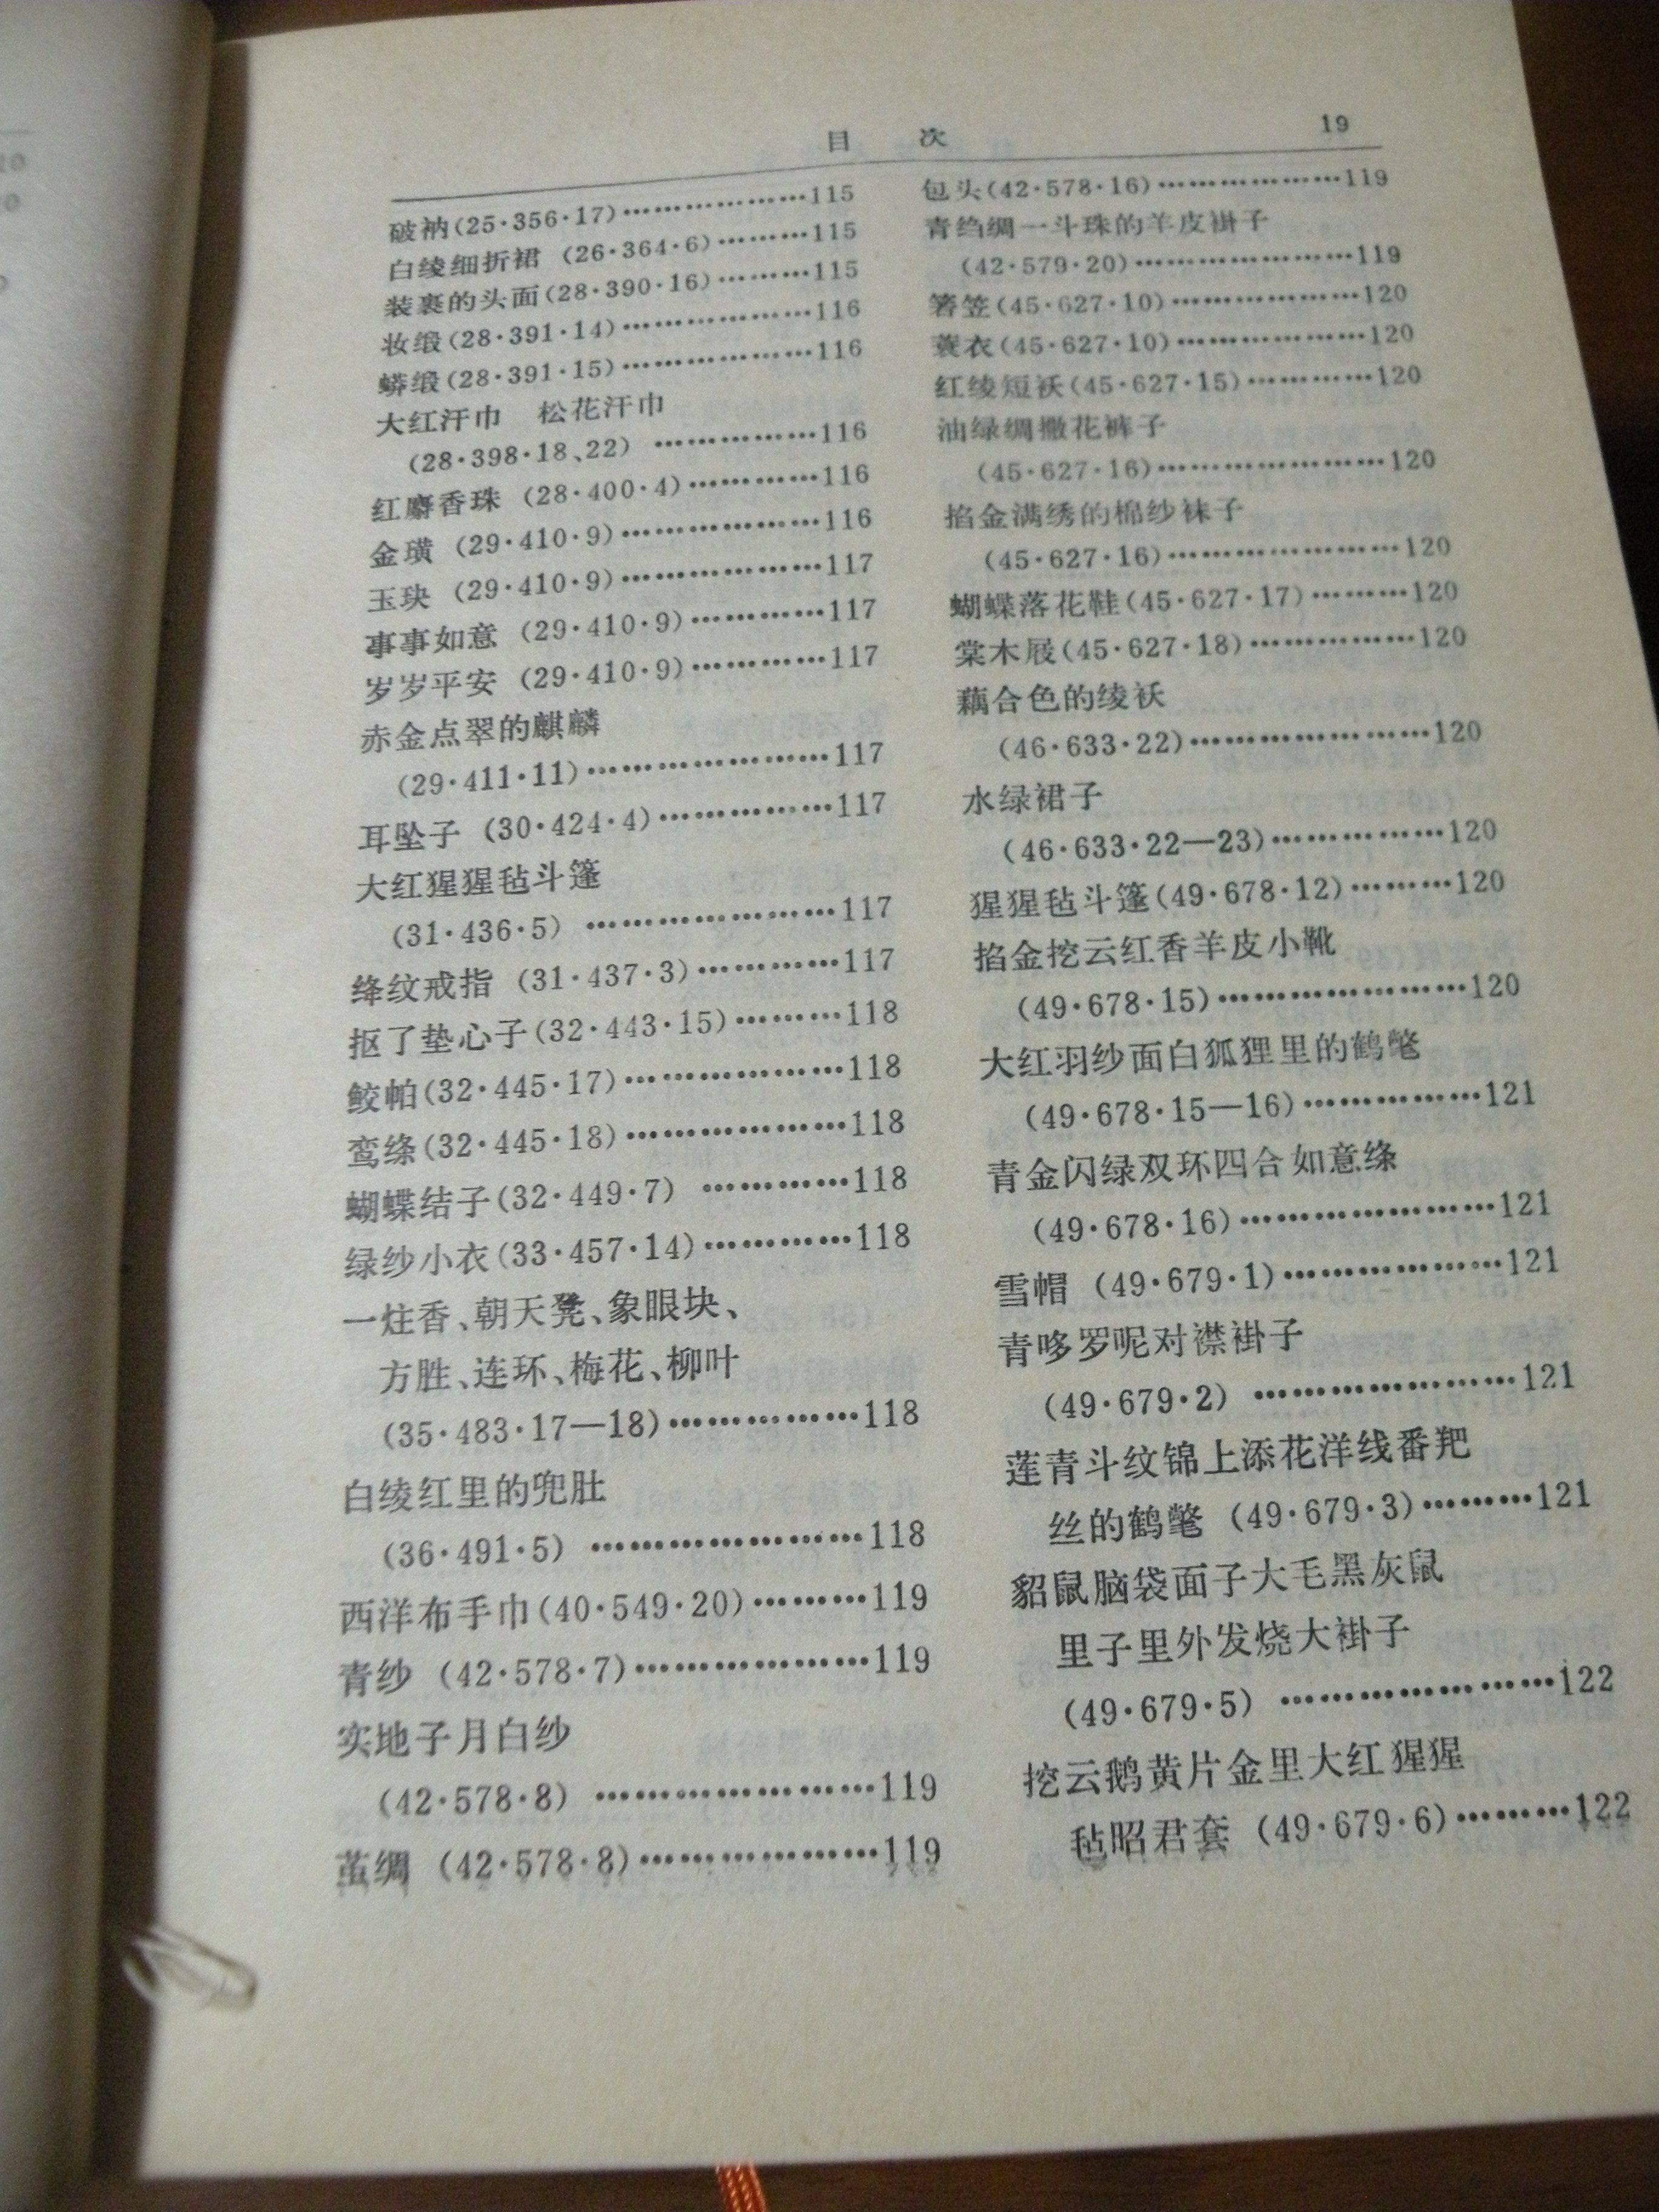 目　次
19
破衲(25·356·17)…………………115
白绫细折裙 (26·364·6)………115
装裹的头面(28·390·16)………115
妆缎(28·391·14)…………………116
蟒缎(28·391·15)…………………116
大红汗巾　松花汗巾
(28·398·18、22) ………………116
红麝香珠 (28·400·4)…………116
金璜 (29·410·9)…………………116
玉玦 (29·410·9)…………………117
事事如意 (29·410·9)…………117
岁岁平安 (29·410·9)…………117
赤金点翠的麒麟
(29·411·11)……………………117
耳坠子 (30·424·4)………………117
大红猩猩毡斗篷
(31·436·5) ……………………117
绛纹戒指 (31·437·3)…………117
抠了垫心子(32·443·15)………118
鲛帕(32·445·17)…………………118
鸾绦(32·445·18)…………………118
蝴蝶结子(32·449·7) …………118
绿纱小衣(33·457·14)…………118
一炷香、朝天凳、象眼块、
方胜、连环、梅花、柳叶
(35·483·17—18)………………118
白绫红里的兜肚
(36·491·5) ……………………118
西洋布手巾(40·549·20)………119
青纱 (42·578·7)…………………119
实地子月白纱
(42·578·8) ……………………119
茧绸 (42·578·8)…………………119
包头(42·578·16)…………………119
青绉绸一斗珠的羊皮褂子
(42·579·20)……………………119
箬笠(45·627·10)…………………120
蓑衣(45·627·10)…………………120
红绫短袄(45·627·15)…………120
油绿绸撒花裤子
(45·627·16)……………………120
掐金满绣的棉纱袜子
(45·627·16)……………………120
蝴蝶落花鞋(45·627·17)………120
棠木屐(45·627·18)………………120
藕合色的绫袄
(46·633·22)……………………120
水绿裙子
(46·633·22—23)………………120
猩猩毡斗篷(49·678·12)………120
掐金挖云红香羊皮小靴
(49·678·15)……………………120
大红羽纱面白狐狸里的鹤氅
(49·678·15—16)………………121
青金闪绿双环四合如意绦
(49·678·16)……………………121
雪帽 (49·679·1)…………………121
青哆罗呢对襟褂子
(49·679·2) ……………………121
莲青斗纹锦上添花洋线番羓
丝的鹤氅 (49·679·3)………121
貂鼠脑袋面子大毛黑灰鼠
里子里外发烧大褂子
(49·679·5) ……………………122
挖云鹅黄片金里大红猩猩
毡昭君套 (49·679·6)………122